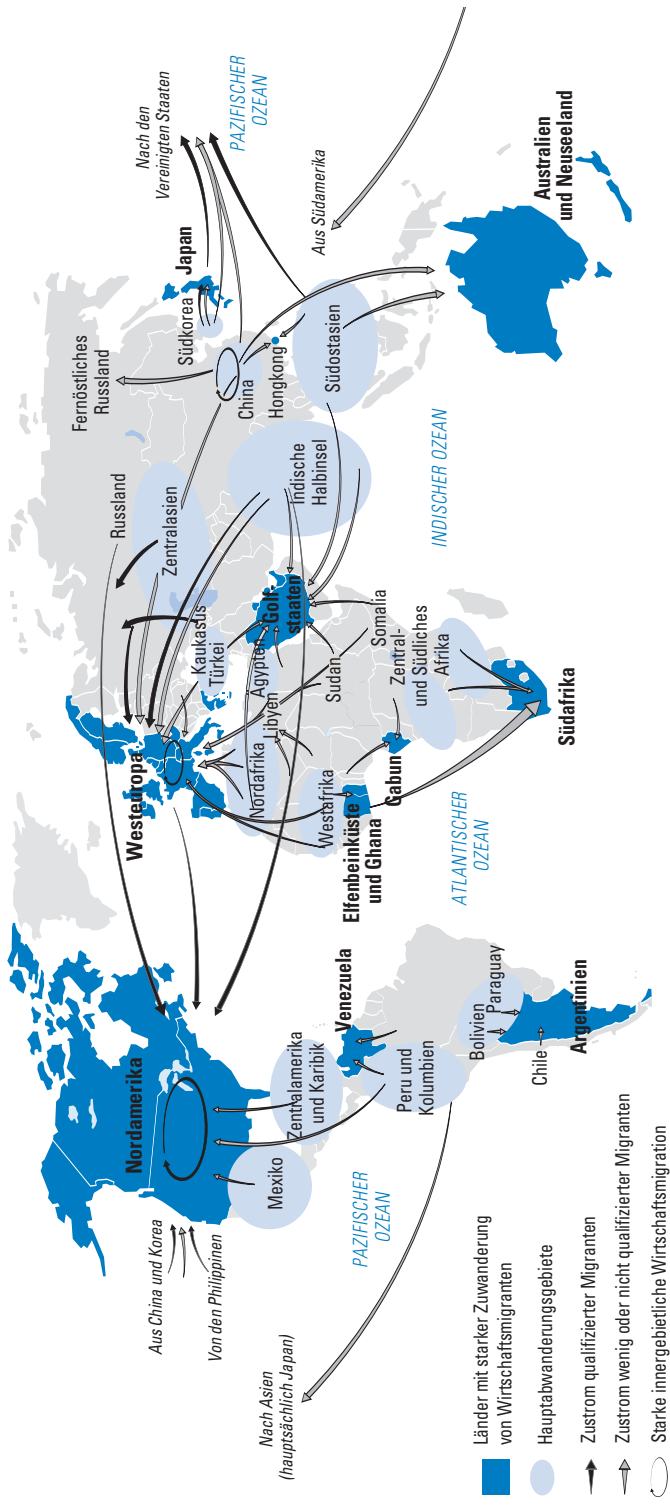 Nordamerika
Aus China und Korea
Von den Philippinen
Mexiko
Zentralamerika
und Karibik
Venezuela
Peru und
Kolumbien
Bolivien
Paraguay
Chile
Argentinien
PAZIFISCHER
OZEAN
Nach Asien
(hauptsächlich Japan)
ATLANTISCHER
OZEAN
Westeuropa
Nordafrika
Libyen
Ägypten
Westafrika
Elfenbeinküste
und Ghana
Gabun
Sudan
Somalia
Zentral-
und Südliches
Afrika
Südafrika
Kaukasus
Türkei
Golf-
staaten
Russland
Zentralasien
Indische
Halbinsel
INDISCHER OZEAN
Fernöstliches
Russland
China
Hongkong
Südkorea
Japan
Südostasien
Nach den
Vereinigten Staaten
PAZIFISCHER
OZEAN
Aus Südamerika
Australien
und Neuseeland
Länder mit starker Zuwanderung
von Wirtschaftsmigranten
Hauptabwanderungsgebiete
Zustrom qualifizierter Migranten
Zustrom wenig oder nicht qualifizierter Migranten
Starke innergebietliche Wirtschaftsmigration